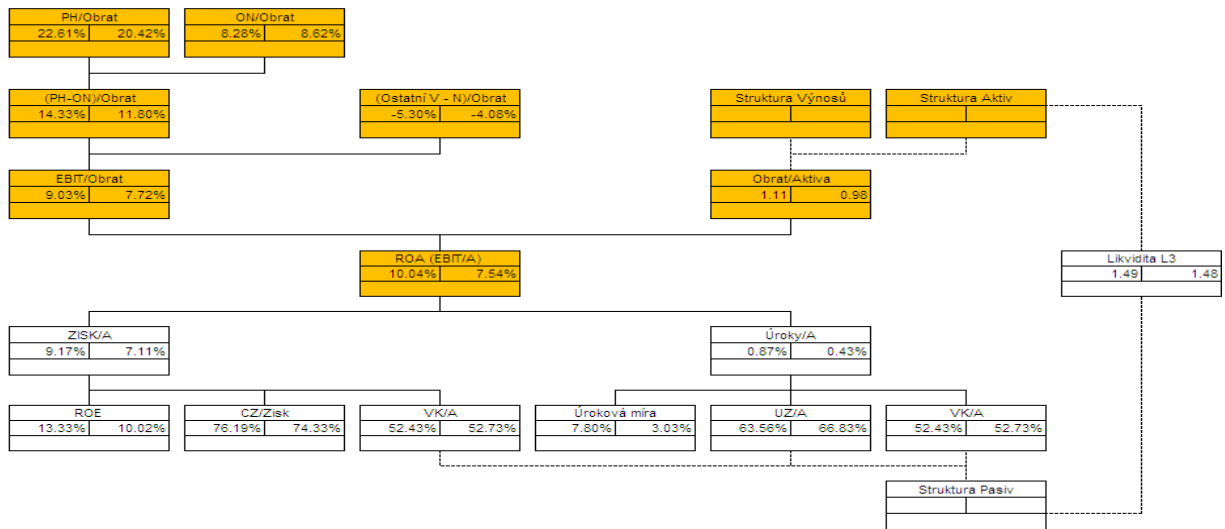 PH/Obrat ON/Obrat
22.61% 20.42% 8.28% 8.62%
(PH-ON)/Obrat (Ostatní V - N)/Obrat Struktura Výnosů Struktura Aktiv
14.33% 11.80% -5.30% -4.08%
EBIT/Obrat Obrat/Aktiva
9.03% 7.72% 1.11 0.98
ROA (EBIT/A) Likvidita L3
10.04% 7.54% 1.49 1.48
ZISK/A Úroky/A
9.17% 7.11% 0.87% 0.43%
ROE CZ/Zisk VK/A Úroková míra UZ/A VK/A
13.33% 10.02% 76.19% 74.33% 52.43% 52.73% 7.80% 3.03% 63.56% 66.83% 52.43% 52.73%
Struktura Pasiv